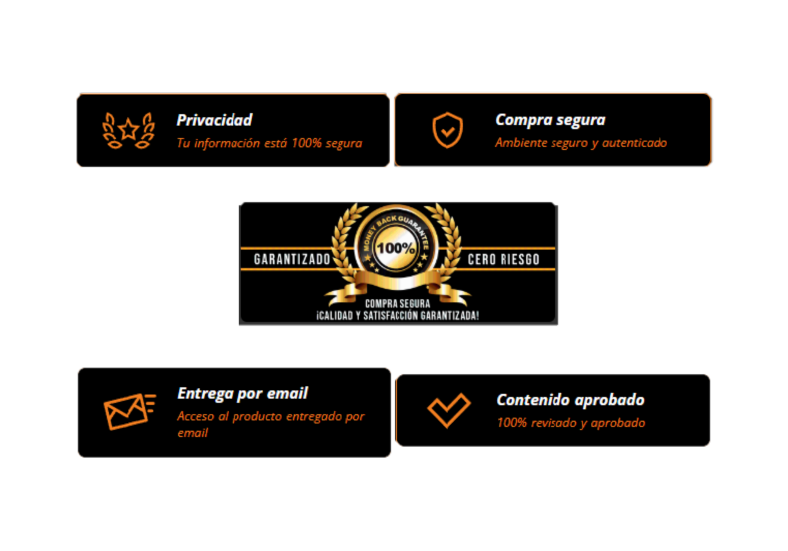 Privacidad
Tu información está 100% segura
Compra segura
Ambiente seguro y autenticado
MONEY BACK GUARANTEE
100%
GARANTIZADO
CERO RIESGO
COMPRA SEGURA
¡CALIDAD Y SATISFACCIÓN GARANTIZADA!
Entrega por email
Acceso al producto entregado por
email
Contenido aprobado
100% revisado y aprobado